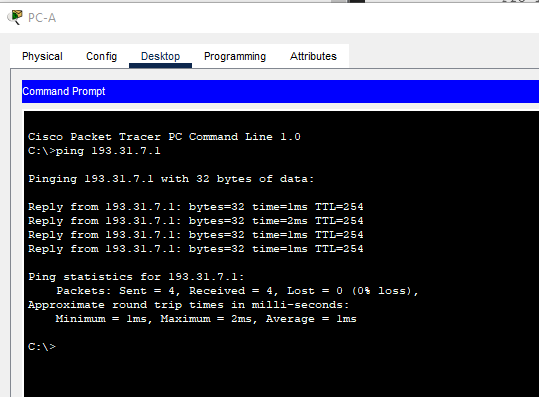 PC-A
Physical Config Desktop Programming Attributes
Command Prompt
Cisco Packet Tracer PC Command Line 1.0
C:\>ping 193.31.7.1
Pinging 193.31.7.1 with 32 bytes of data:
Reply from 193.31.7.1: bytes=32 time=1ms TTL=254
Reply from 193.31.7.1: bytes=32 time=2ms TTL=254
Reply from 193.31.7.1: bytes=32 time=1ms TTL=254
Reply from 193.31.7.1: bytes=32 time=1ms TTL=254
Ping statistics for 193.31.7.1:
Packets: Sent = 4, Received = 4, Lost = 0 (0% loss),
Approximate round trip times in milli-seconds:
Minimum = 1ms, Maximum = 2ms, Average = 1ms
C:\>